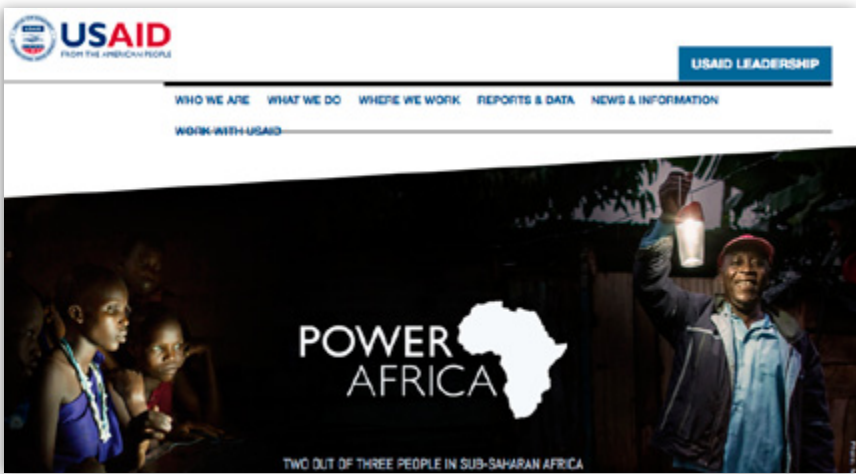 USAID
FROM THE AMERICAN PEOPLE
USAID LEADERSHIP
WHO WE ARE WHAT WE DO WHERE WE WORK REPORTS & DATA NEWS & INFORMATION
WORK WITH USAID
POWER
AFRICA
TWO OUT OF THREE PEOPLE IN SUB-SAHARAN AFRICA